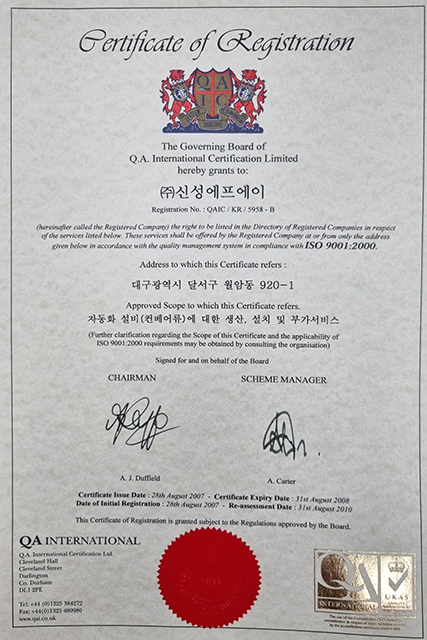 Certificate of Registration
QA
IC
The Governing Board of
Q.A. International Certification Limited
hereby grants to:
㈜신성에프에이
Registration No. : QAIC / KR / 5958 - B
(hereinafter called the Registered Company) the right to be listed in the Directory of Registered Companies in respect
of the services listed below. These services shall be offered by the Registered Company at or from only the address
given below in accordance with the quality management system in compliance with ISO 9001:2000.
Address to which this Certificate refers :
대구광역시 달서구 월암동 920-1
Approved Scope to which this Certificate refers.
자동화 설비(컨베어류)에 대한 생산, 설치 및 부가서비스
(Further clarification regarding the Scope of this Certificate and the applicability of
ISO 9001:2000 requirements may be obtained by consulting the organisation)
Signed for and on behalf of the Board
CHAIRMAN SCHEME MANAGER
A. J. Duffield A. Carter
Certificate Issue Date : 28th August 2007 - Certificate Expiry Date : 31st August 2008
Date of Initial Registration : 28th August 2007 - Re-assessment Date : 31st August 2010
This Certificate of Registration is granted subject to the Regulations approved by the Board.
QA INTERNATIONAL
Q.A. International Certification Ltd.
Cleveland Hall
Cleveland Street
Darlington
Co. Durham
DL1 2PE
Tel: +44 (0)1325 384272
Fax: +44(0)1325 480980
www.qai.co.uk
QA
INTERNATIONAL
UKAS
QUALITY
MANAGEMENT